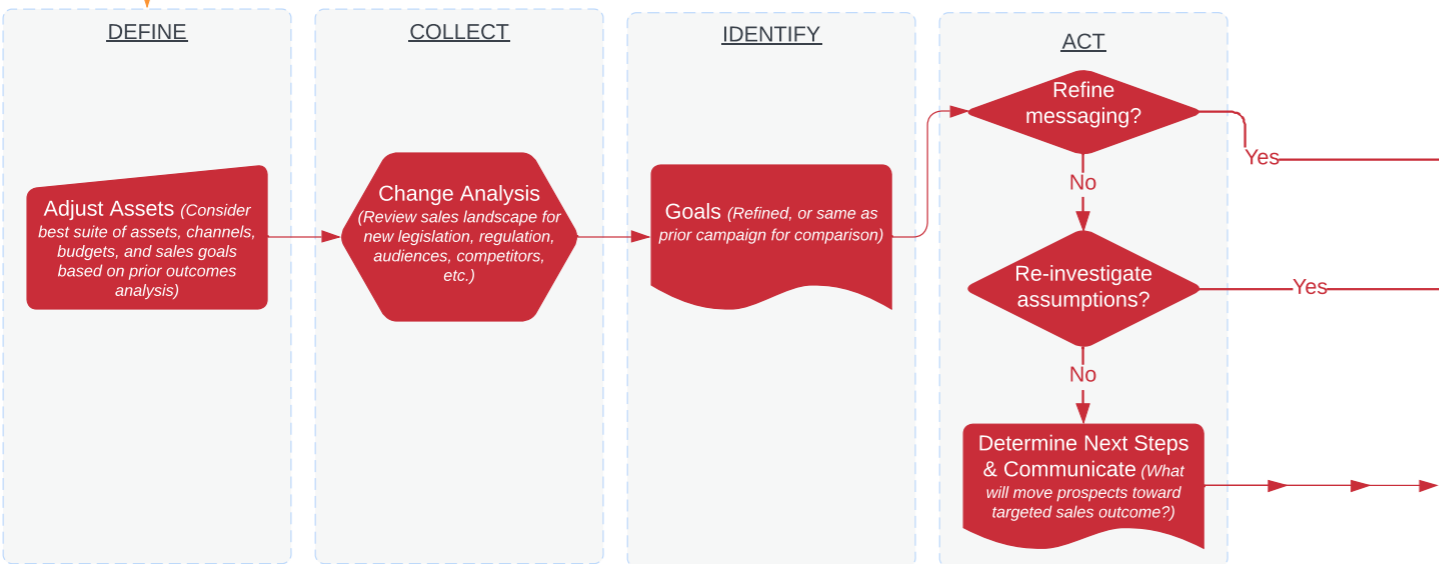 DEFINE
Adjust Assets (Consider
best suite of assets, channels,
budgets, and sales goals
based on prior outcomes
analysis)
COLLECT
Change Analysis
(Review sales landscape for
new legislation, regulation,
audiences, competitors,
etc.)
IDENTIFY
Goals (Refined, or same as
prior campaign for comparison)
ACT
Refine
messaging?
Yes
No
Re-investigate
assumptions?
Yes
No
Determine Next Steps
& Communicate (What
will move prospects toward
targeted sales outcome?)